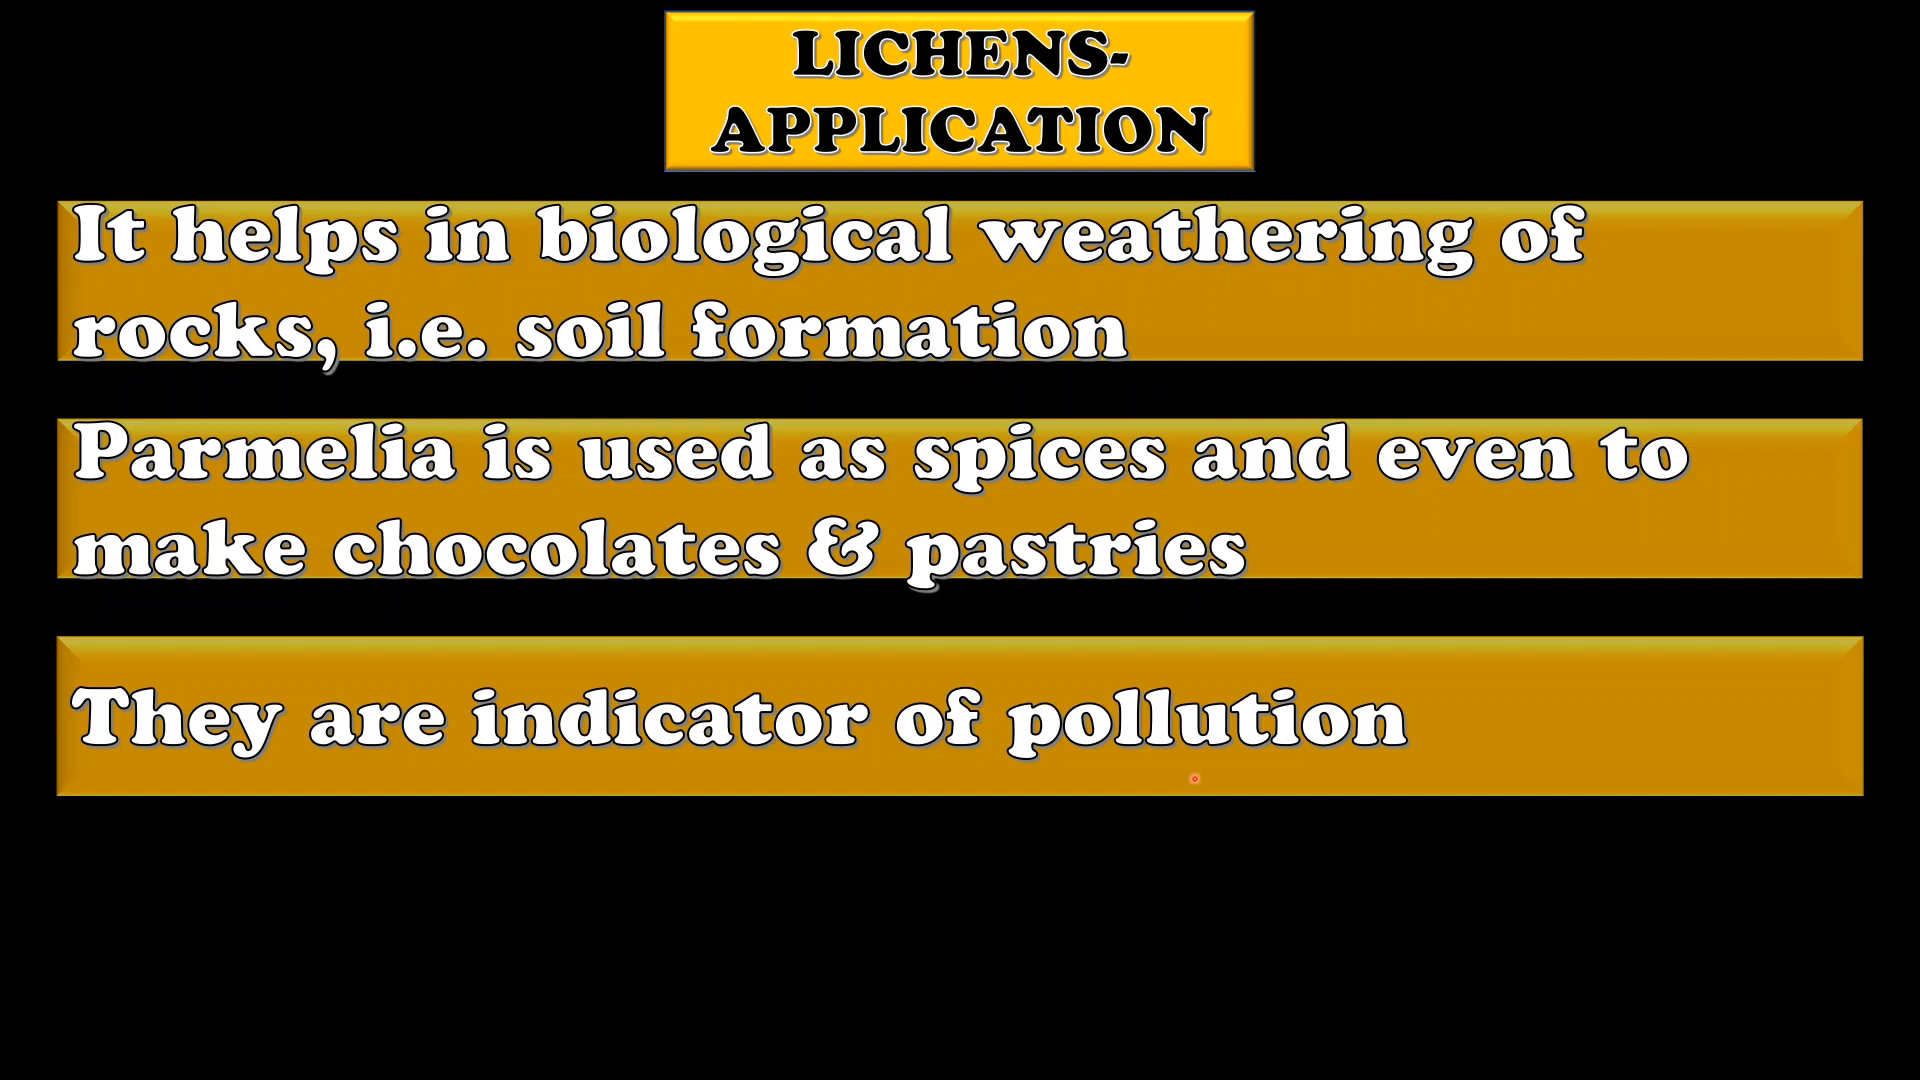 LICHENS-
APPLICATION
It helps in biological weathering of
rocks, i.e. soil formation
Parmelia is used as spices and even to
make chocolates & pastries
They are indicator of pollution